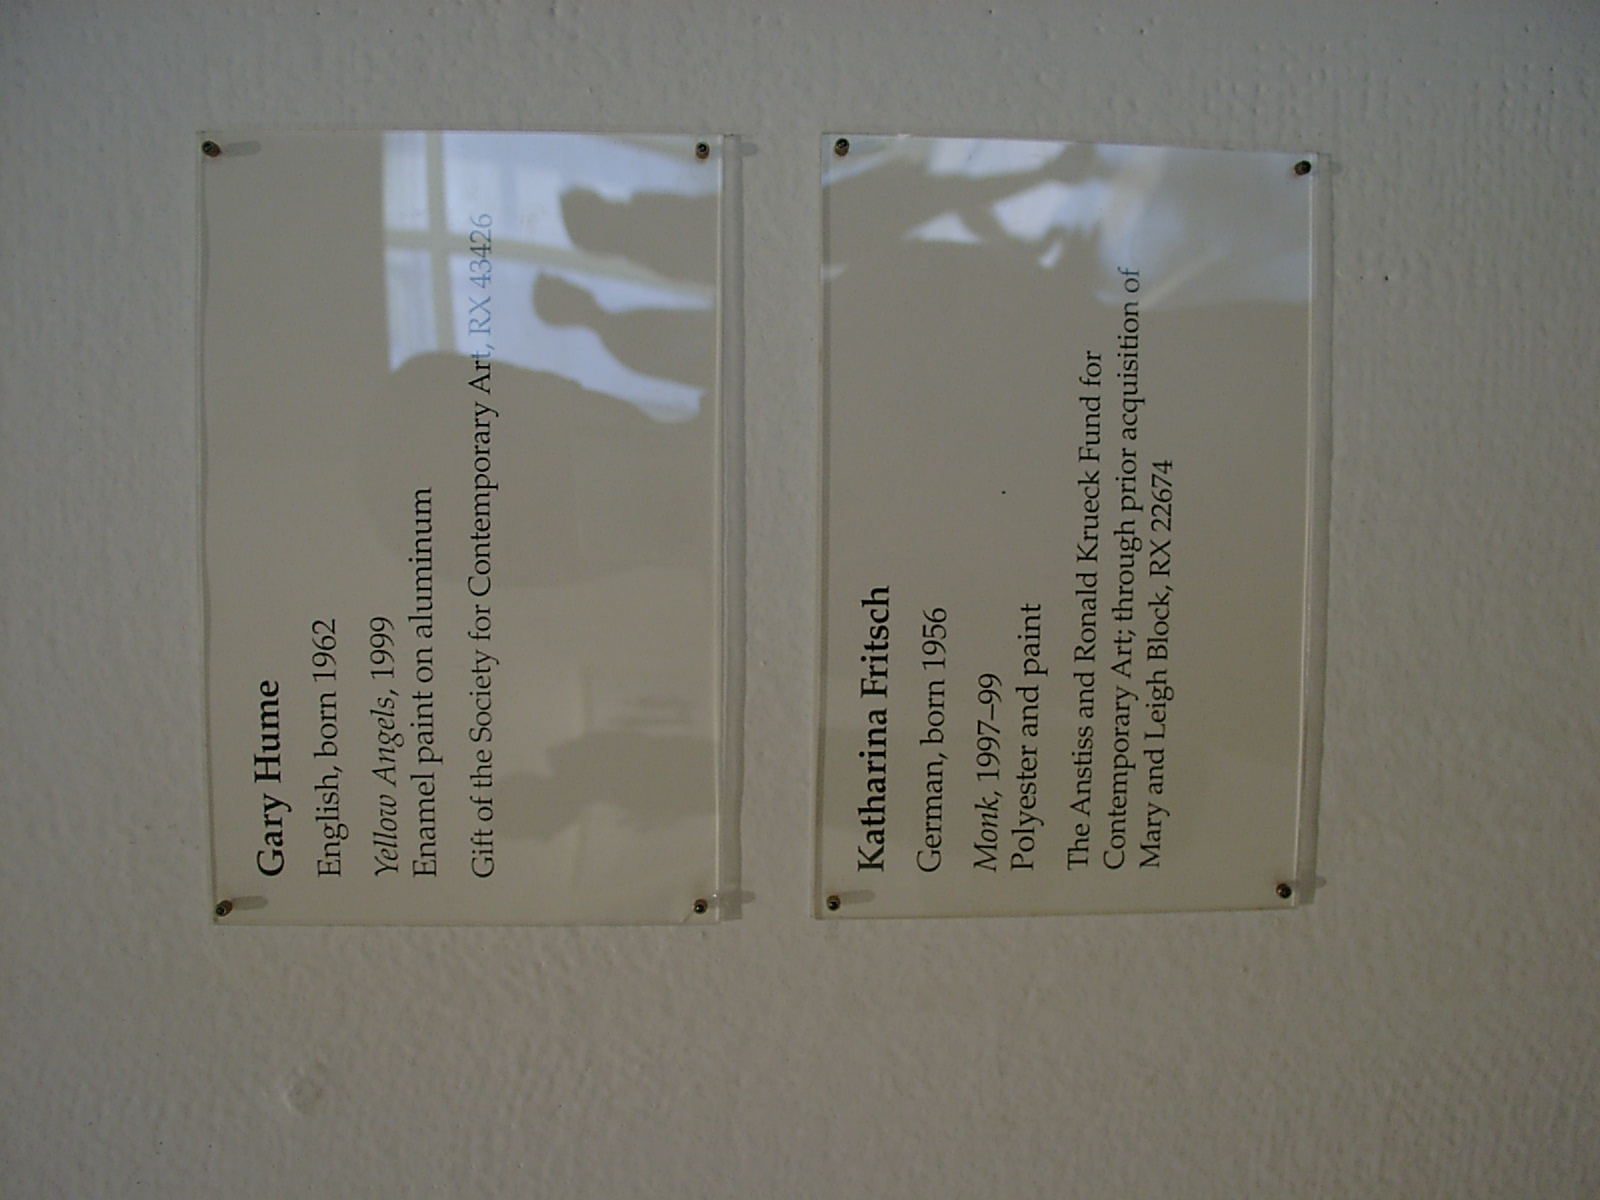 Gary Hume
English, born 1962
Yellow Angels, 1999
Enamel paint on aluminum
Gift of the Society for Contemporary Art, RX 43426
Katharina Fritsch
German, born 1956
Monk, 1997–99
Polyester and paint
The Anstiss and Ronald Krueck Fund for
Contemporary Art; through prior acquisition of
Mary and Leigh Block, RX 22674